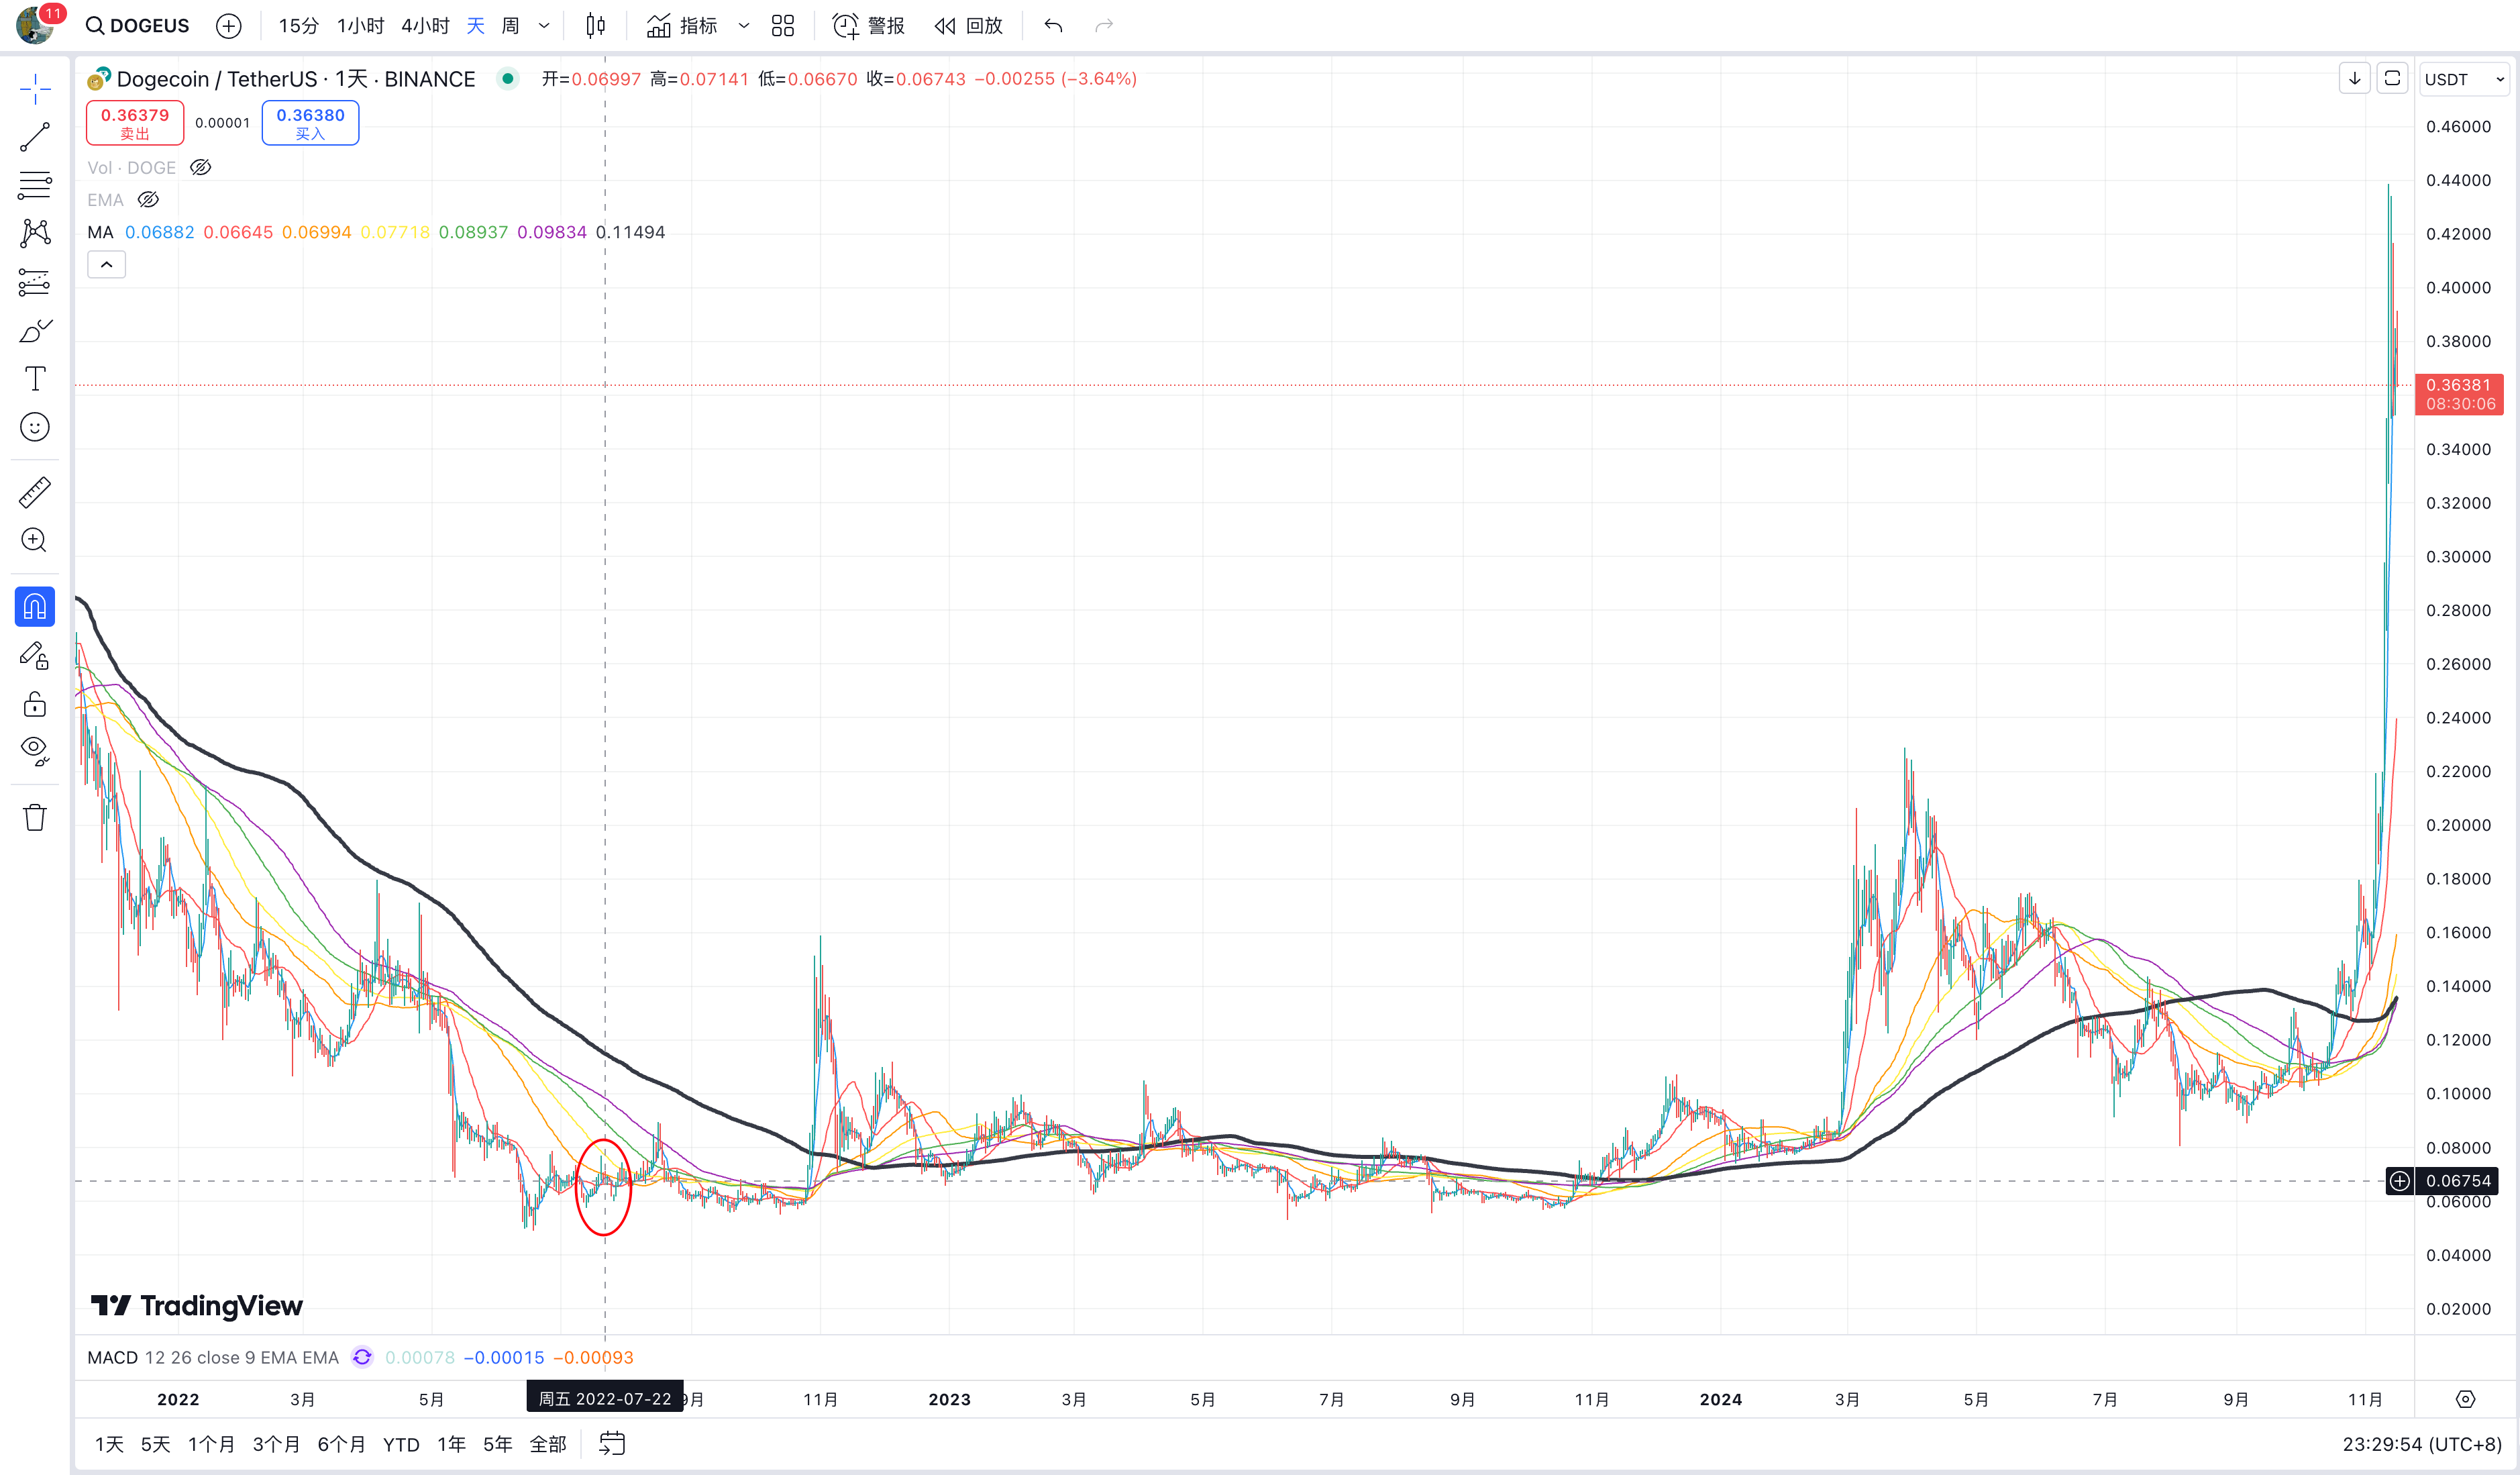 11
DOGEUS 15分 1小时 4小时 天 周 指标 警报 回放
Dogecoin / TetherUS · 1天 · BINANCE 开=0.06997 高=0.07141 低=0.06670 收=0.06743 −0.00255 (−3.64%)
USDT
0.36379 0.00001 0.36380
卖出 买入
Vol · DOGE
EMA
MA 0.06882 0.06645 0.06994 0.07718 0.08937 0.09834 0.11494
0.46000
0.44000
0.42000
0.40000
0.38000
0.36381
08:30:06
0.34000
0.32000
0.30000
0.28000
0.26000
0.24000
0.22000
0.20000
0.18000
0.16000
0.14000
0.12000
0.10000
0.08000
0.06754
0.06000
0.04000
0.02000
TradingView
MACD 12 26 close 9 EMA EMA 0.00078 −0.00015 −0.00093
2022 3月 5月 周五 2022-07-22 9月 11月 2023 3月 5月 7月 9月 11月 2024 3月 5月 7月 9月 11月
1天 5天 1个月 3个月 6个月 YTD 1年 5年 全部
23:29:54 (UTC+8)